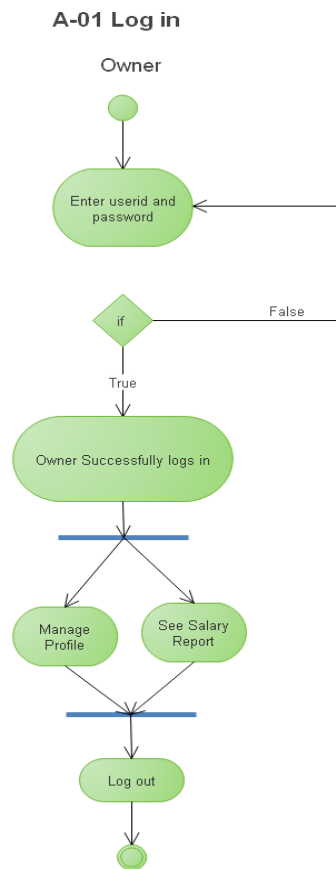 A-01 Log in
Owner
Enter userid and
password
if
False
True
Owner Successfully logs in
Manage
Profile
See Salary
Report
Log out